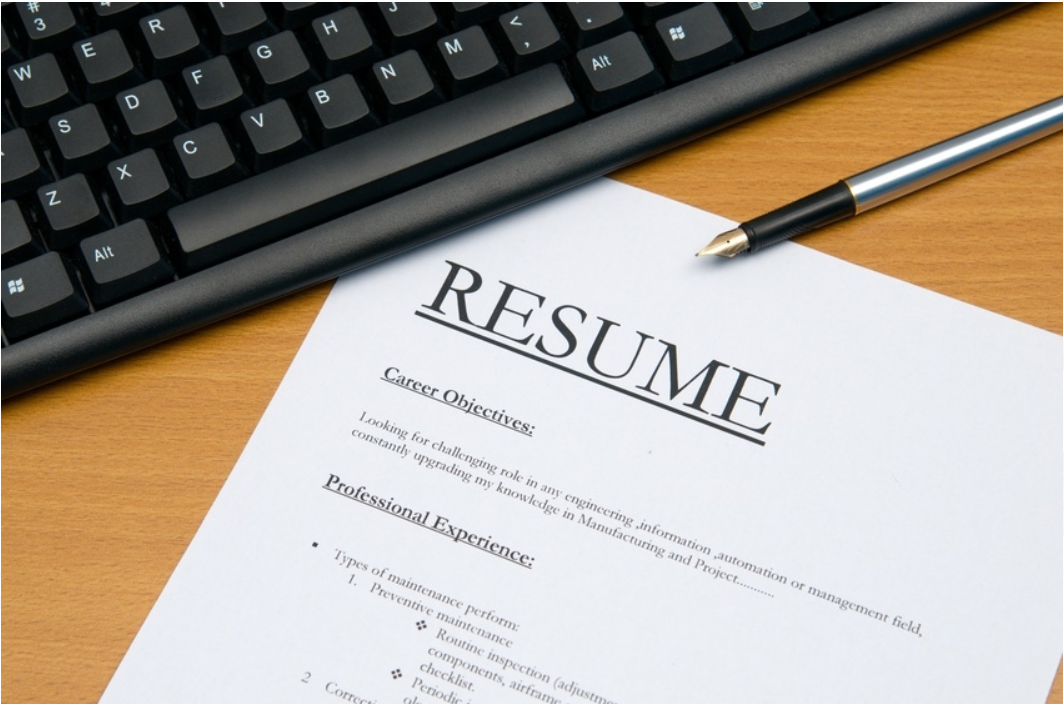 # 3
W E R
H
S D F G
M < ,
Z X C V B N
Alt
Alt
RESUME
Career Objectives:
Looking for challenging role in any engineering ,information ,automation or management field,
constantly upgrading my knowledge in Manufacturing and Project...........
Professional Experience:
▪ Types of maintenance perform:
1. Preventive maintenance
❖ Routine inspection (adjustme
components, airframe
checklist.
❖ Periodic
2